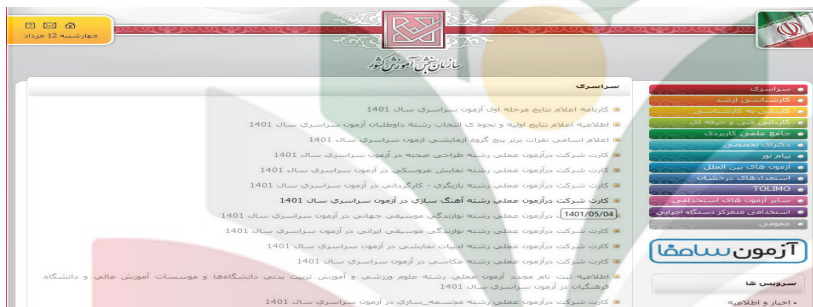 چهارشنبه 12 مرداد
سازمان سنجش آموزش کشور
سراسری
کارنامه اعلام نتایج مرحله اول آزمون سراسری سال 1401
اطلاعیه اعلام نتایج اولیه و نحوه ی انتخاب رشته داوطلبان آزمون سراسری سال 1401
اعلام اسامی نفرات برتر پنج گروه آزمایشی آزمون سراسری سال 1401
کارت شرکت درآزمون عملی رشته طراحی صحنه در آزمون سراسری سال 1401
کارت شرکت درآزمون عملی رشته نمایش عروسکی در آزمون سراسری سال 1401
کارت شرکت درآزمون عملی رشته بازیگری - کارگردانی در آزمون سراسری سال 1401
کارت شرکت درآزمون عملی رشته آهنگ سازی در آزمون سراسری سال 1401
1401/05/04 درآزمون عملی رشته نوازندگی موسیقی جهانی در آزمون سراسری سال 1401
کارت شرکت درآزمون عملی رشته نوازندگی موسیقی ایرانی در آزمون سراسری سال 1401
کارت شرکت درآزمون عملی رشته ادبیات نمایشی در آزمون سراسری سال 1401
کارت شرکت درآزمون عملی رشته عکاسی در آزمون سراسری سال 1401
اطلاعیه ثبت نام مجدد آزمون عملی رشته علوم ورزشی و آموزش تربیت بدنی دانشگاه‌ها و موسسات آموزش عالی و دانشگاه
فرهنگیان در آزمون سراسری سال 1401
کارت شرکت درآزمون عملی رشته مجسمه_سازی در آزمون سراسری سال 1401
سراسری
کارشناسی ارشد
کاردانی به کارشناسی
کاردانی فنی و حرفه ای
جامع علمی کاربردی
دکترای تخصصی
پیام نور
آزمون های بین الملل
استعدادهای درخشان
TOLIMO
سایر آزمون های استخدامی
استخدامی متمرکز دستگاه اجرایی
عمومی
آزمون سامفا
سرویس ها
اخبار و اطلاعیه